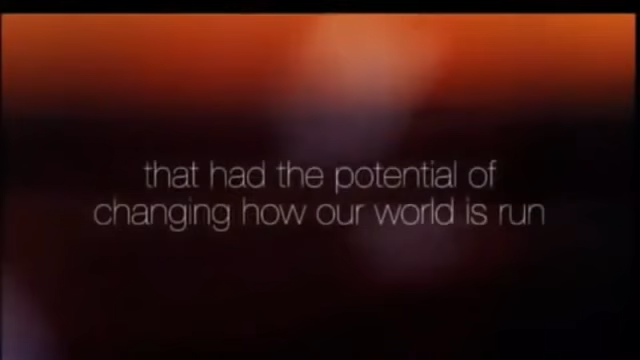 that had the potential of
changing how our world is run